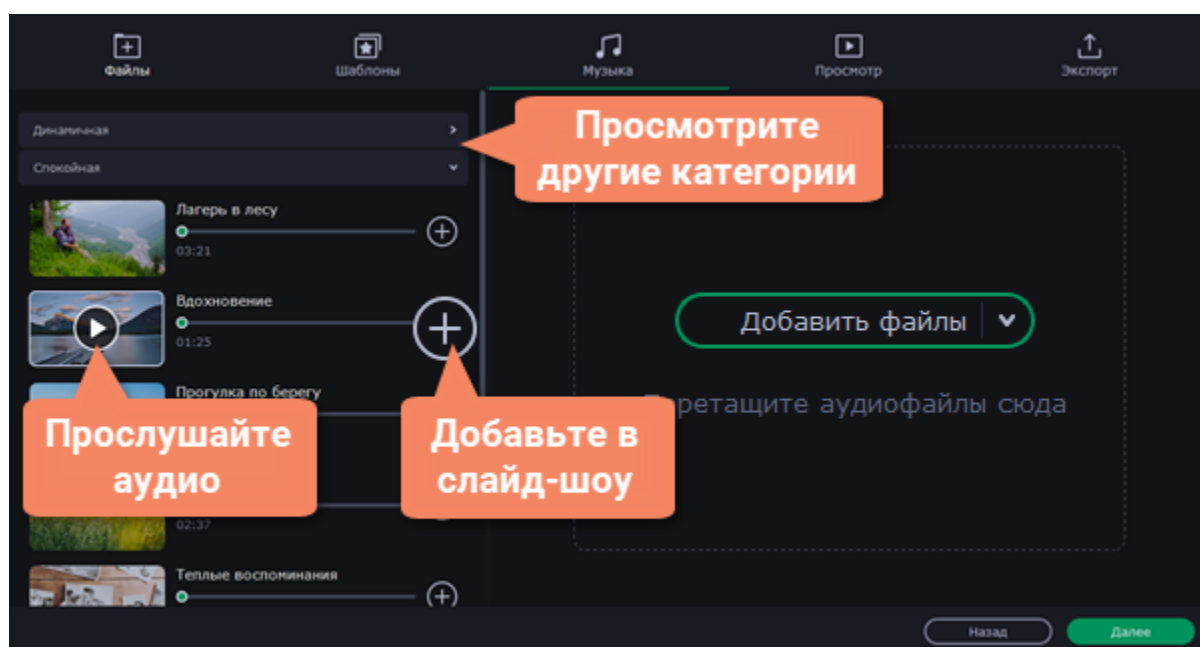 Файлы
Шаблоны
Музыка
Просмотр
Экспорт
Динамичная
Спокойная
Просмотрите
другие категории
Лагерь в лесу
03:21
Вдохновение
01:25
Прогулка по берегу
Прослушайте
аудио
Добавьте в
слайд-шоу
02:37
Теплые воспоминания
Добавить файлы
аудиофайлы сюда
Назад
Далее